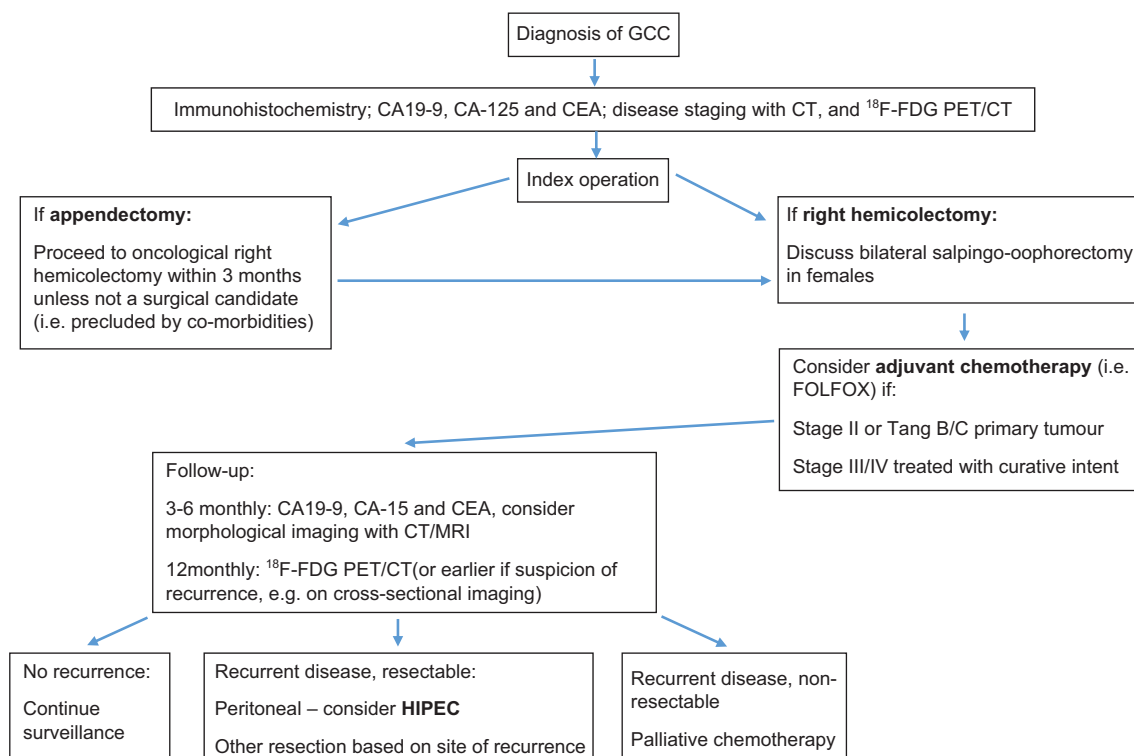 Diagnosis of GCC
Immunohistochemistry; CA19-9, CA-125 and CEA; disease staging with CT, and ¹⁸F-FDG PET/CT
Index operation
If appendectomy:
Proceed to oncological right
hemicolectomy within 3 months
unless not a surgical candidate
(i.e. precluded by co-morbidities)
If right hemicolectomy:
Discuss bilateral salpingo-oophorectomy
in females
Consider adjuvant chemotherapy (i.e.
FOLFOX) if:
Stage II or Tang B/C primary tumour
Stage III/IV treated with curative intent
Follow-up:
3-6 monthly: CA19-9, CA-15 and CEA, consider
morphological imaging with CT/MRI
12monthly: ¹⁸F-FDG PET/CT(or earlier if suspicion of
recurrence, e.g. on cross-sectional imaging)
No recurrence:
Continue
surveillance
Recurrent disease, resectable:
Peritoneal – consider HIPEC
Other resection based on site of recurrence
Recurrent disease, non-
resectable
Palliative chemotherapy